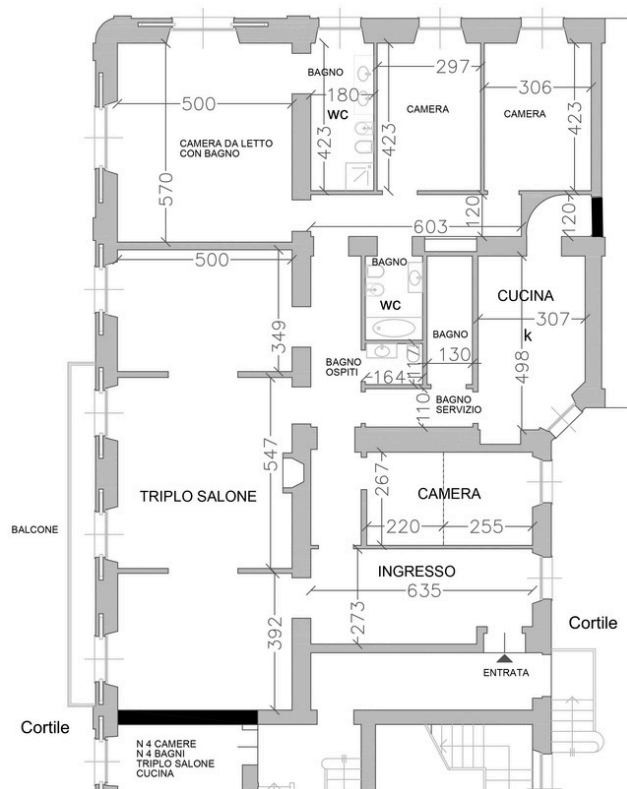 BAGNO
297
500
180
WC
CAMERA
306
CAMERA
CAMERA DA LETTO
CON BAGNO
423
423
423
570
603
120
120
500
BAGNO
CUCINA
WC
307
349
k
BAGNO
117
BAGNO
OSPITI
130
164
498
110
BAGNO
SERVIZIO
547
267
CAMERA
TRIPLO SALONE
220
255
BALCONE
INGRESSO
635
392
273
Cortile
ENTRATA
Cortile
N 4 CAMERE
N 4 BAGNI
TRIPLO SALONE
CUCINA